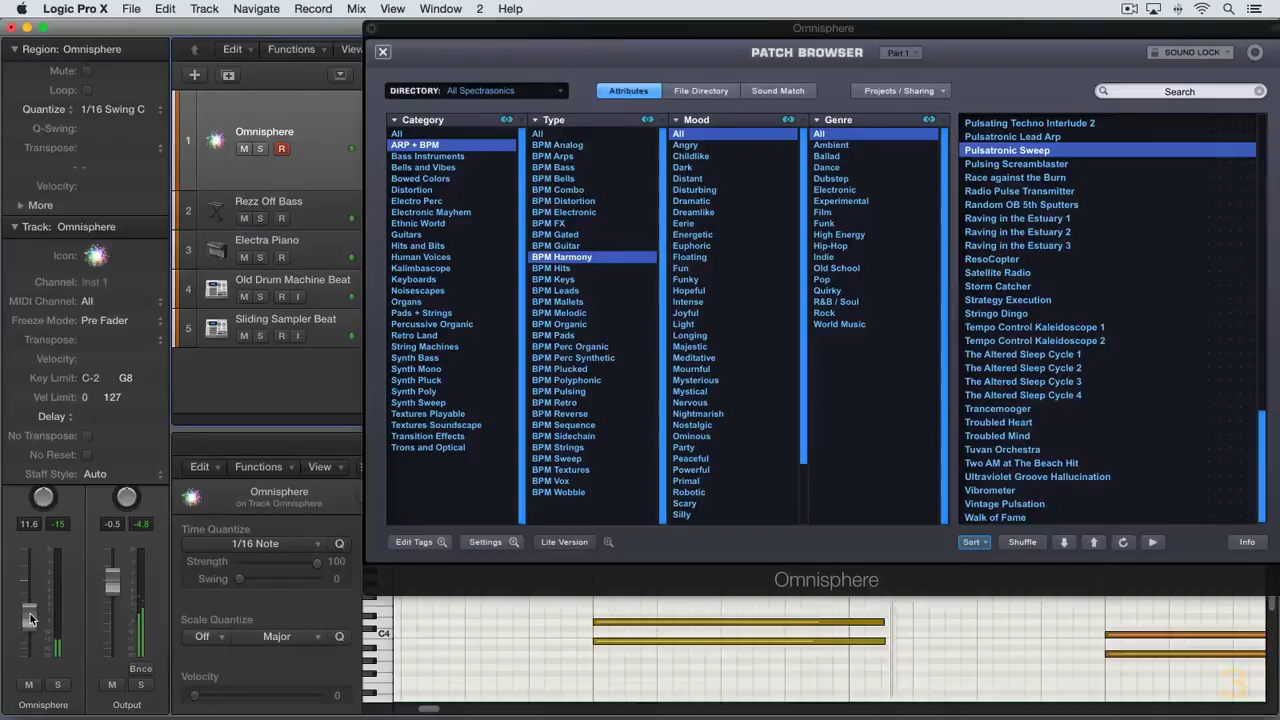 Logic Pro X File Edit Track Navigate Record Mix View Window 2 Help
Omnisphere
Region: Omnisphere
Mute:
Loop:
Quantize 1/16 Swing C
Q-Swing:
Transpose:
- -
Velocity:
More
Track: Omnisphere
Icon:
Channel: Inst 1
MIDI Channel: All
Freeze Mode: Pre Fader
Transpose:
Velocity:
Key Limit: C-2 G8
Vel Limit: 0 127
Delay
No Transpose:
No Reset:
Staff Style: Auto
11.6 -15 -0.5 -4.8
Bnce
M S M S
Omnisphere Output
Edit Functions View
1 Omnisphere
M S R
2 Rezz Off Bass
M S R
3 Electra Piano
M S R
4 Old Drum Machine Beat
M S R I
5 Sliding Sampler Beat
M S R I
Edit Functions View
Omnisphere
on Track Omnisphere
Time Quantize
1/16 Note Q
Strength 100
Swing 0
Scale Quantize
Off Major Q
Velocity
0
PATCH BROWSER Part 1 SOUND LOCK
DIRECTORY: All Spectrasonics Attributes File Directory Sound Match Projects / Sharing Search
Category
All
ARP + BPM
Bass Instruments
Bells and Vibes
Bowed Colors
Distortion
Electro Perc
Electronic Mayhem
Ethnic World
Guitars
Hits and Bits
Human Voices
Kalimbascope
Keyboards
Noisescapes
Organs
Pads + Strings
Percussive Organic
Retro Land
String Machines
Synth Bass
Synth Mono
Synth Pluck
Synth Poly
Synth Sweep
Textures Playable
Textures Soundscape
Transition Effects
Trons and Optical
Type
All
BPM Analog
BPM Arps
BPM Bass
BPM Bells
BPM Combo
BPM Distortion
BPM Electronic
BPM FX
BPM Gated
BPM Guitar
BPM Harmony
BPM Hits
BPM Keys
BPM Leads
BPM Mallets
BPM Melodic
BPM Organic
BPM Pads
BPM Perc Organic
BPM Perc Synthetic
BPM Plucked
BPM Polyphonic
BPM Pulsing
BPM Retro
BPM Reverse
BPM Sequence
BPM Sidechain
BPM Strings
BPM Sweep
BPM Textures
BPM Vox
BPM Wobble
Mood
All
Angry
Childlike
Dark
Distant
Disturbing
Dramatic
Dreamlike
Eerie
Energetic
Euphoric
Floating
Fun
Funky
Hopeful
Intense
Joyful
Light
Longing
Majestic
Meditative
Mournful
Mysterious
Mystical
Nervous
Nightmarish
Nostalgic
Ominous
Party
Peaceful
Powerful
Primal
Robotic
Scary
Silly
Genre
All
Ambient
Ballad
Dance
Dubstep
Electronic
Experimental
Film
Funk
High Energy
Hip-Hop
Indie
Old School
Pop
Quirky
R&B / Soul
Rock
World Music
Pulsating Techno Interlude 2
Pulsatronic Lead Arp
Pulsatronic Sweep
Pulsing Screamblaster
Race against the Burn
Radio Pulse Transmitter
Random OB 5th Sputters
Raving in the Estuary 1
Raving in the Estuary 2
Raving in the Estuary 3
ResoCopter
Satellite Radio
Storm Catcher
Strategy Execution
Stringo Dingo
Tempo Control Kaleidoscope 1
Tempo Control Kaleidoscope 2
The Altered Sleep Cycle 1
The Altered Sleep Cycle 2
The Altered Sleep Cycle 3
The Altered Sleep Cycle 4
Trancemooger
Troubled Heart
Troubled Mind
Tuvan Orchestra
Two AM at The Beach Hit
Ultraviolet Groove Hallucination
Vibrometer
Vintage Pulsation
Walk of Fame
Edit Tags Settings Lite Version Sort Shuffle Info
Omnisphere
C4